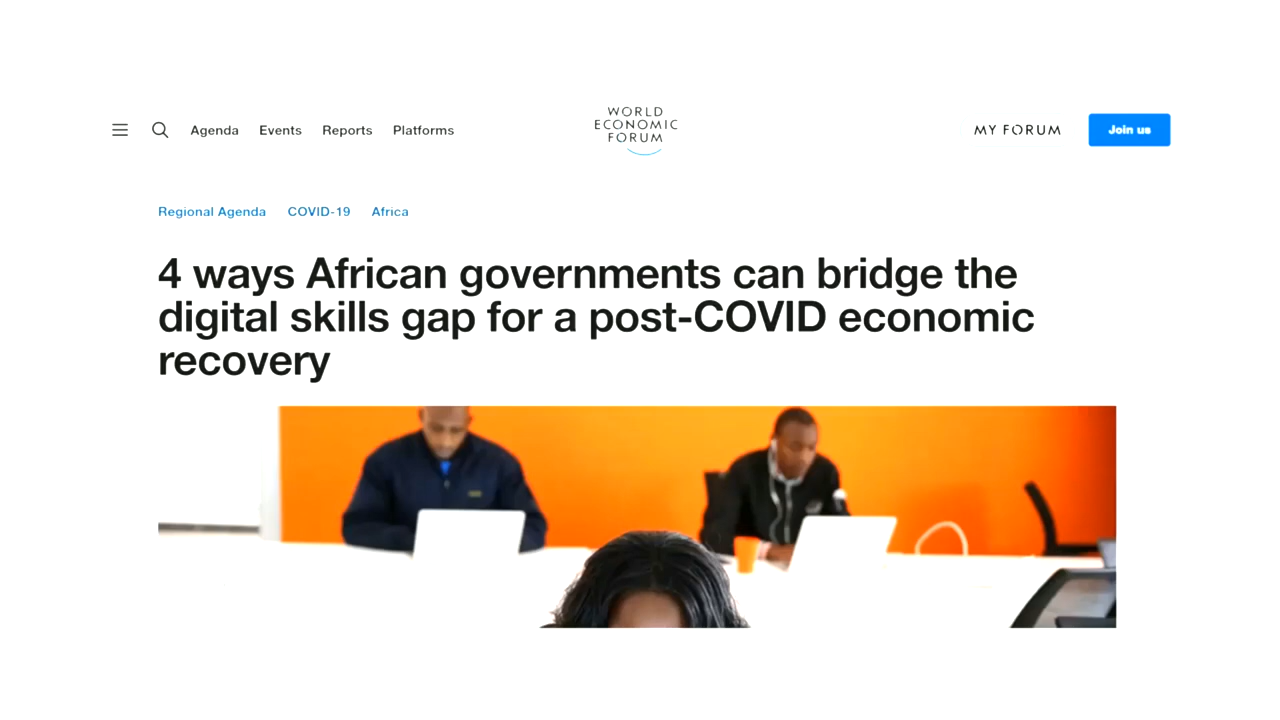 Agenda Events Reports Platforms
WORLD
ECONOMIC
FORUM
MY FORUM
Join us
Regional Agenda COVID-19 Africa
4 ways African governments can bridge the
digital skills gap for a post-COVID economic
recovery